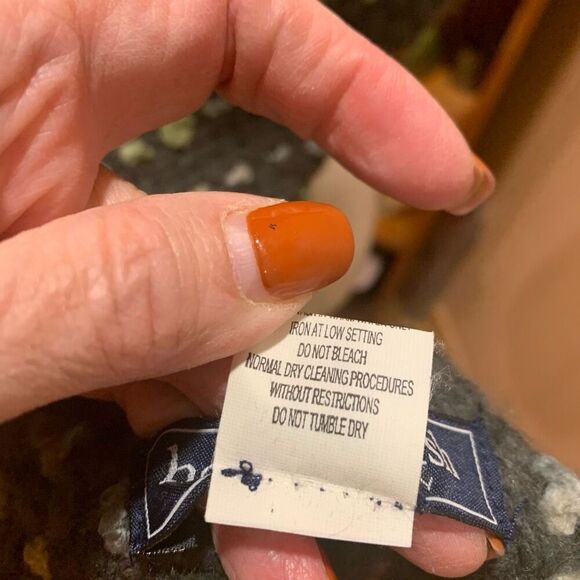 IRON AT LOW SETTING
DO NOT BLEACH
NORMAL DRY CLEANING PROCEDURES
WITHOUT RESTRICTIONS
DO NOT TUMBLE DRY